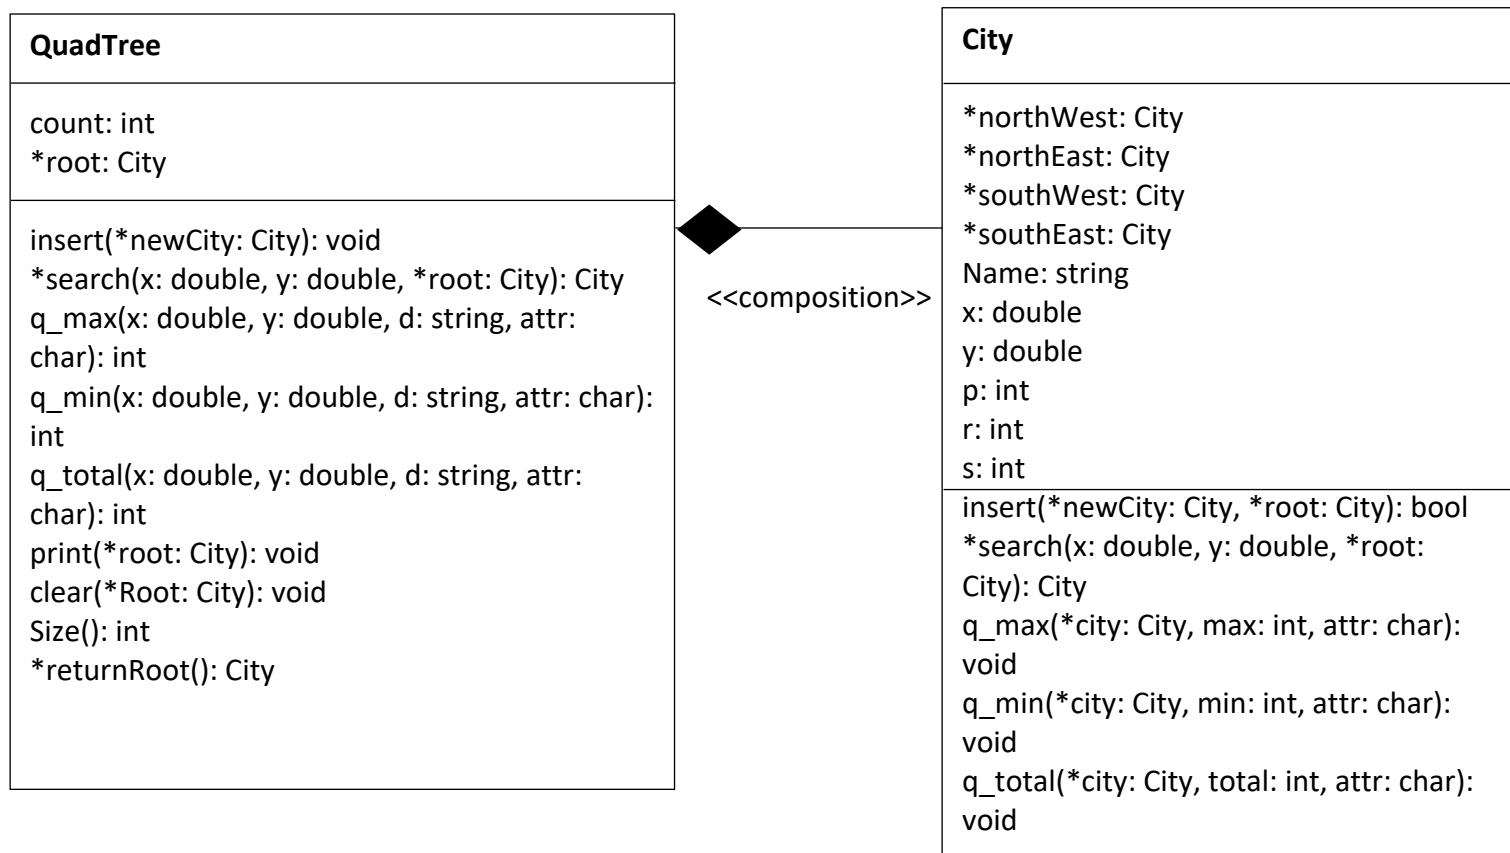 QuadTree
count: int
*root: City
insert(*newCity: City): void
*search(x: double, y: double, *root: City): City
q_max(x: double, y: double, d: string, attr:
char): int
q_min(x: double, y: double, d: string, attr: char):
int
q_total(x: double, y: double, d: string, attr:
char): int
print(*root: City): void
clear(*Root: City): void
Size(): int
*returnRoot(): City
<<composition>>
City
*northWest: City
*northEast: City
*southWest: City
*southEast: City
Name: string
x: double
y: double
p: int
r: int
s: int
insert(*newCity: City, *root: City): bool
*search(x: double, y: double, *root:
City): City
q_max(*city: City, max: int, attr: char):
void
q_min(*city: City, min: int, attr: char):
void
q_total(*city: City, total: int, attr: char):
void